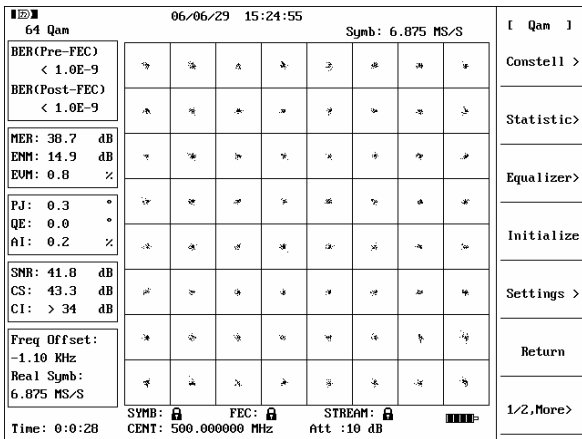 06/06/29 15:24:55
64 Qam
Symb: 6.875 MS/S
[ Qam ]
BER(Pre-FEC)
< 1.0E-9
BER(Post-FEC)
< 1.0E-9
MER: 38.7 dB
ENM: 14.9 dB
EVM: 0.8 %
PJ: 0.3 °
QE: 0.0 °
AI: 0.2 %
SNR: 41.8 dB
CS: 43.3 dB
CI: > 34 dB
Freq Offset:
-1.10 KHz
Real Symb:
6.875 MS/S
Time: 0:0:28
SYMB: FEC: STREAM:
CENT: 500.000000 MHz Att :10 dB
Constell >
Statistic>
Equalizer>
Initialize
Settings >
Return
1/2,More>